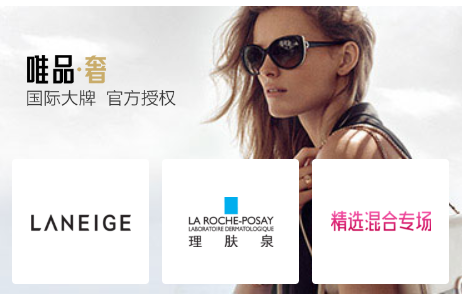 唯品·奢
国际大牌 官方授权
LANEIGE
LA ROCHE-POSAY
LABORATOIRE DERMATOLOGIQUE
理肤泉
精选混合专场